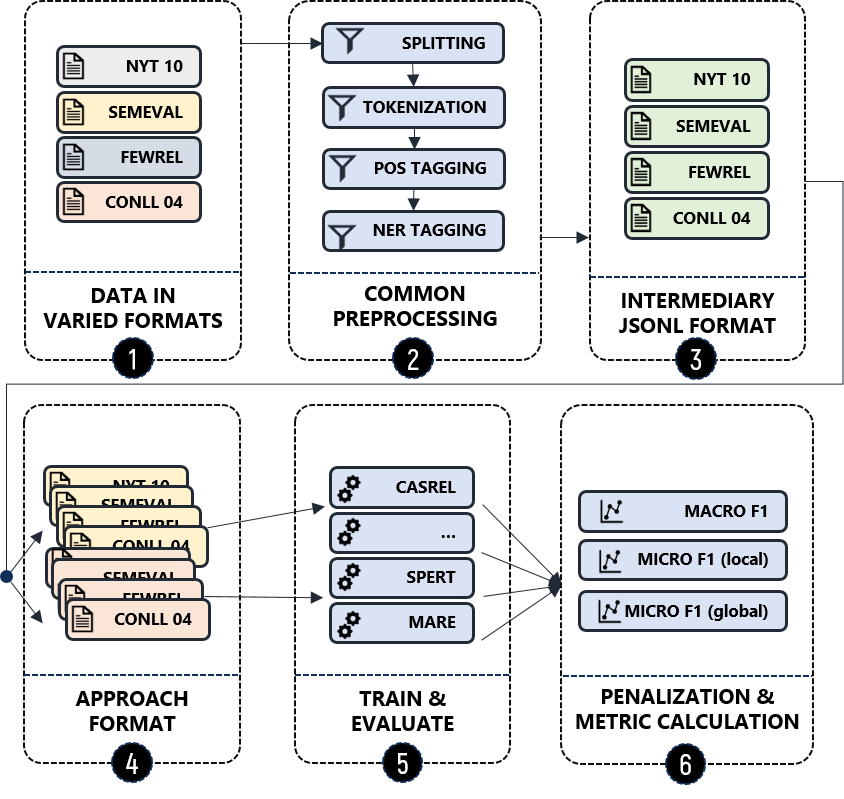 NYT 10
SEMEVAL
FEWREL
CONLL 04
DATA IN
VARIED FORMATS
1
SPLITTING
TOKENIZATION
POS TAGGING
NER TAGGING
COMMON
PREPROCESSING
2
NYT 10
SEMEVAL
FEWREL
CONLL 04
INTERMEDIARY
JSONL FORMAT
3
NYT 10
SEMEVAL
FEWREL
CONLL 04
SEMEVAL
FEWREL
CONLL 04
APPROACH
FORMAT
4
CASREL
...
SPERT
MARE
TRAIN &
EVALUATE
5
MACRO F1
MICRO F1 (local)
MICRO F1 (global)
PENALIZATION &
METRIC CALCULATION
6